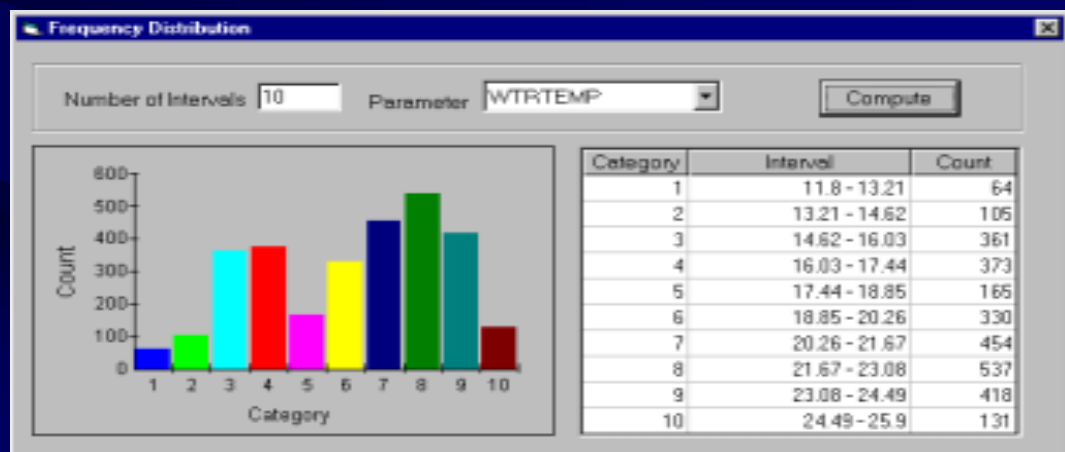 Frequency Distribution
Number of Intervals 10 Parameter WTRTEMP Compute
600
500
400
300
200
100
0
Count
1 2 3 4 5 6 7 8 9 10
Category
Category Interval Count
1 11.8 - 13.21 64
2 13.21 - 14.62 105
3 14.62 - 16.03 361
4 16.03 - 17.44 373
5 17.44 - 18.85 165
6 18.85 - 20.26 330
7 20.26 - 21.67 454
8 21.67 - 23.08 537
9 23.08 - 24.49 418
10 24.49 - 25.9 131